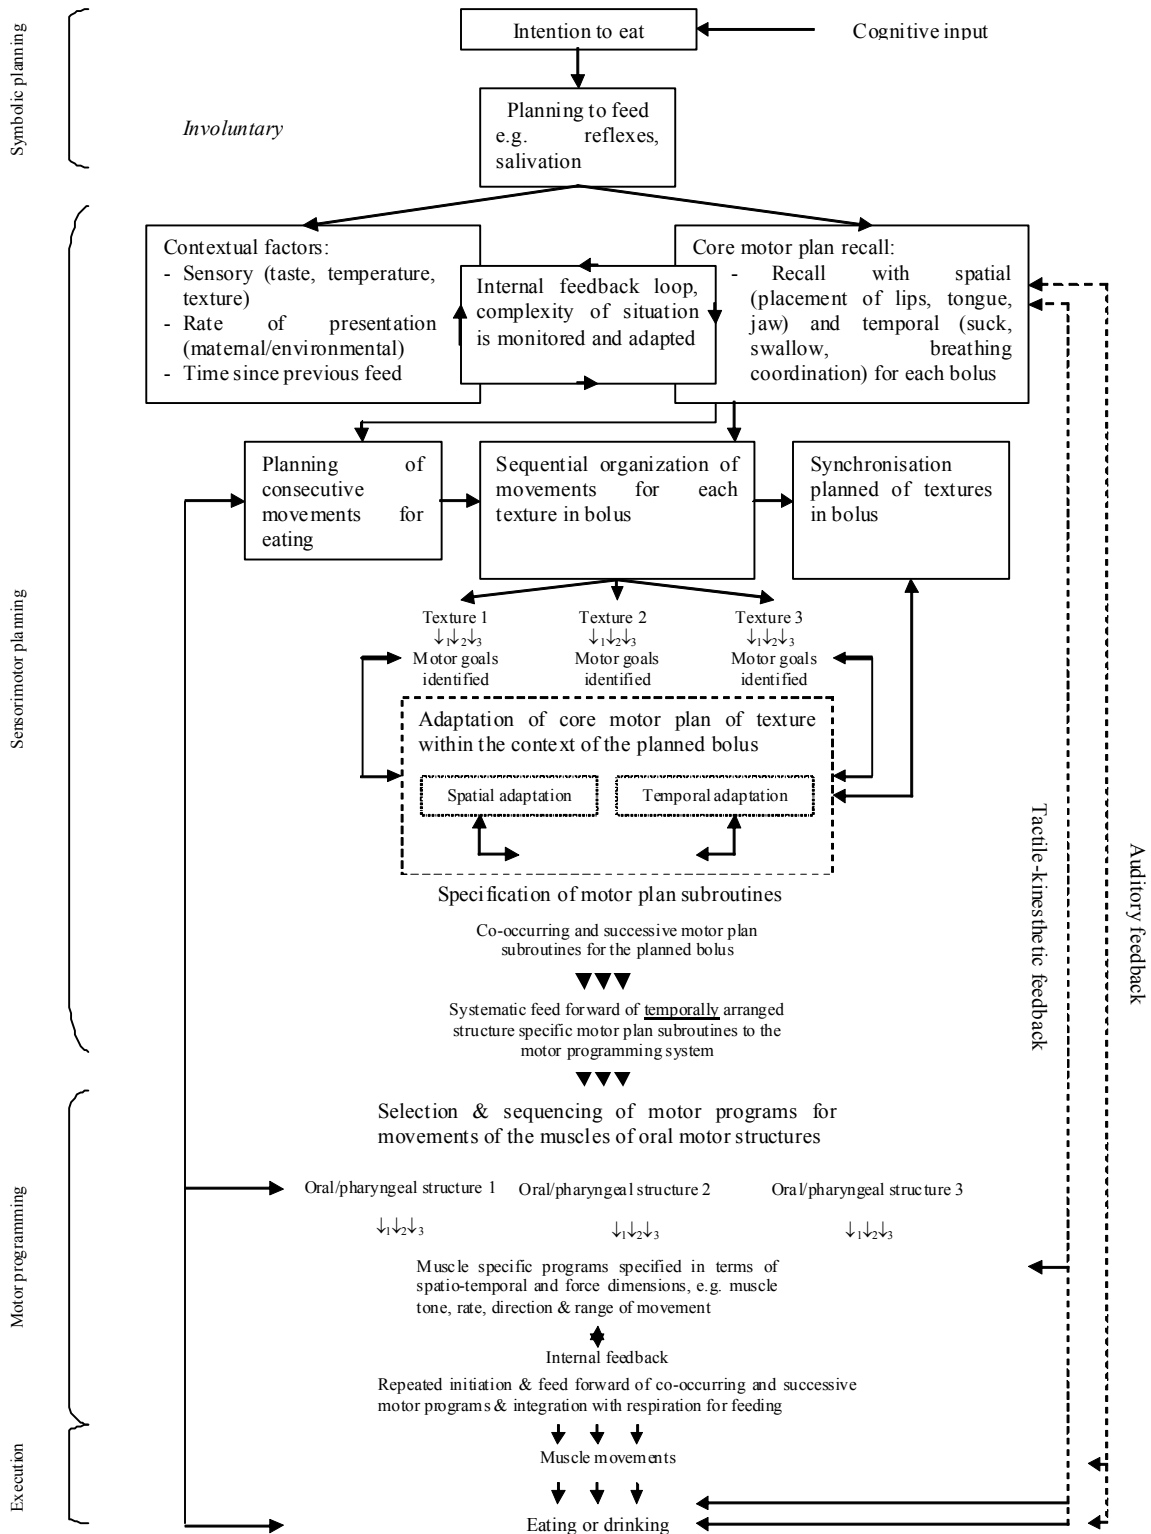 Symbolic planning
Intention to eat
Cognitive input
Involuntary
Planning to feed
e.g. reflexes,
salivation
Sensorimotor planning
Contextual factors:
- Sensory (taste, temperature,
texture)
- Rate of presentation
(maternal/environmental)
- Time since previous feed
Internal feedback loop,
complexity of situation
is monitored and adapted
Core motor plan recall:
- Recall with spatial
(placement of lips, tongue,
jaw) and temporal (suck,
swallow, breathing
coordination) for each bolus
Planning of
consecutive
movements for
eating
Sequential organization of
movements for each
texture in bolus
Synchronisation
planned of textures
in bolus
Texture 1
↓1↓2↓3
Motor goals
identified
Texture 2
↓1↓2↓3
Motor goals
identified
Texture 3
↓1↓2↓3
Motor goals
identified
Adaptation of core motor plan of texture
within the context of the planned bolus
Spatial adaptation
Temporal adaptation
Specification of motor plan subroutines
Co-occurring and successive motor plan
subroutines for the planned bolus
Systematic feed forward of temporally arranged
structure specific motor plan subroutines to the
motor programming system
Tactile-kinesthetic feedback
Auditory feedback
Motor programming
Selection & sequencing of motor programs for
movements of the muscles of oral motor structures
Oral/pharyngeal structure 1
Oral/pharyngeal structure 2
Oral/pharyngeal structure 3
↓1↓2↓3
↓1↓2↓3
↓1↓2↓3
Muscle specific programs specified in terms of
spatio-temporal and force dimensions, e.g. muscle
tone, rate, direction & range of movement
Internal feedback
Repeated initiation & feed forward of co-occurring and successive
motor programs & integration with respiration for feeding
Execution
Muscle movements
Eating or drinking